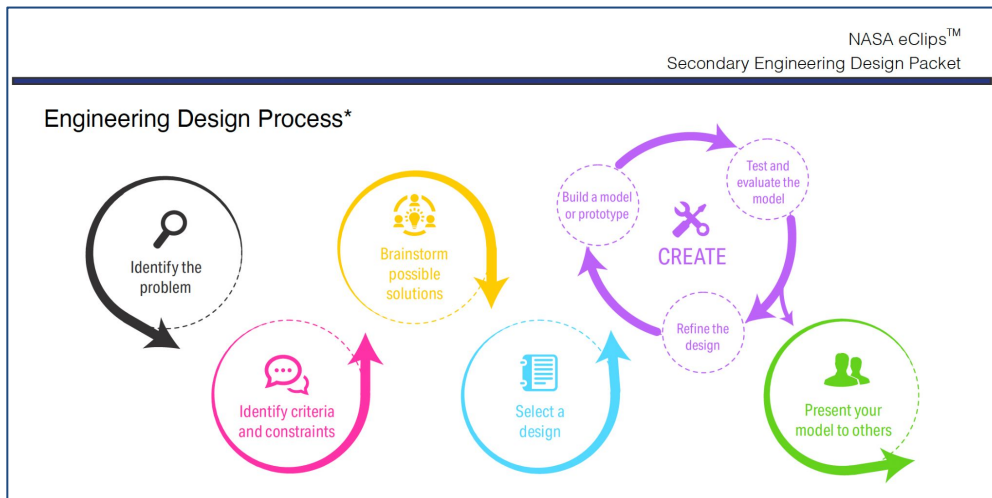 NASA eClips™
Secondary Engineering Design Packet
Engineering Design Process*
Identify the
problem
Identify criteria
and constraints
Brainstorm
possible
solutions
Select a
design
CREATE
Build a model
or prototype
Test and
evaluate the
model
Refine the
design
Present your
model to others